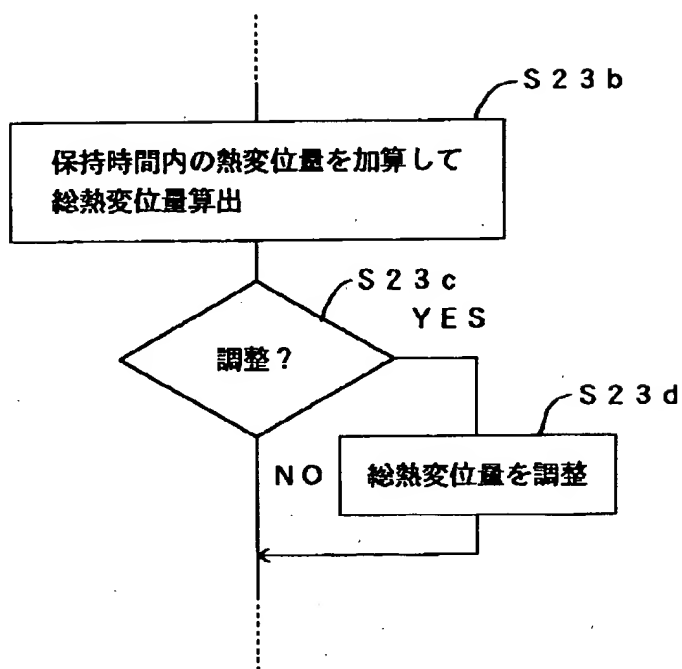 S23b
保持時間内の熱変位量を加算して
総熱変位量算出
S23c
YES
調整?
S23d
NO
総熱変位量を調整